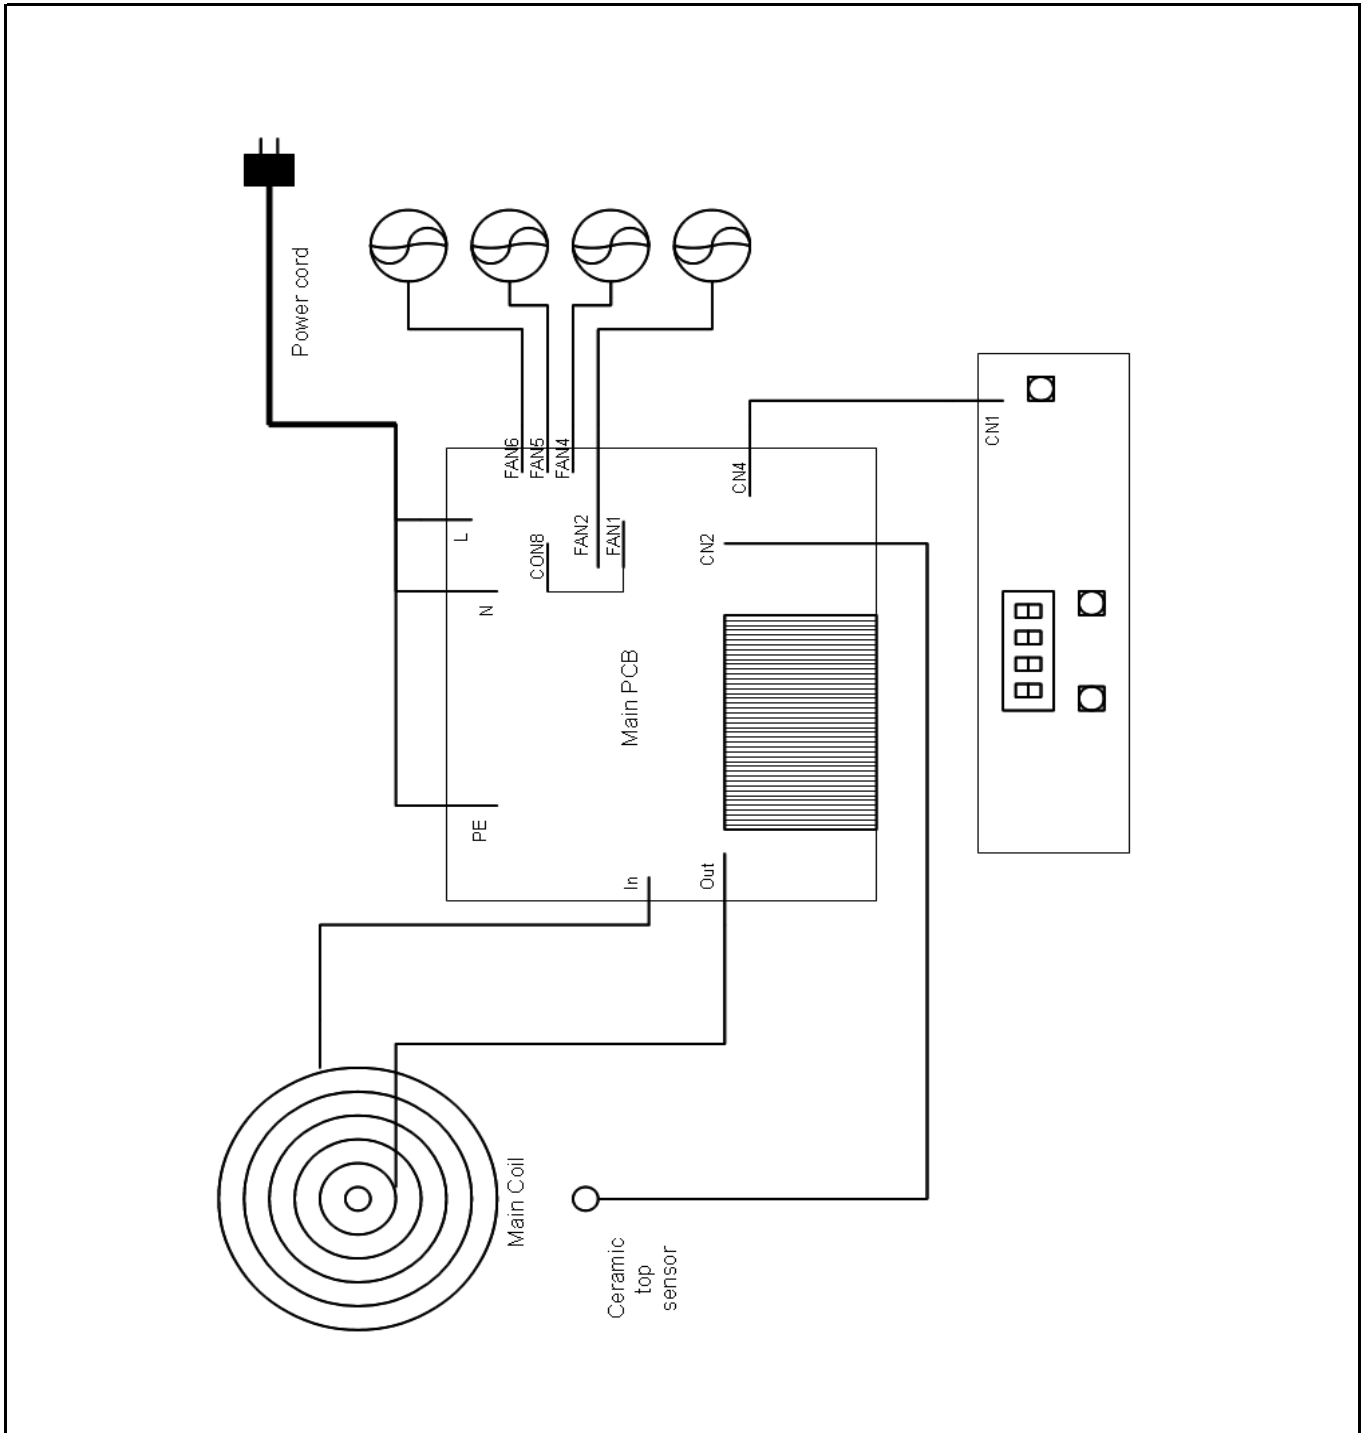 Power cord
FAN6
FAN5
FAN4
CN1
CN4
L
CON8
FAN2
FAN1
CN2
N
Main PCB
PE
In
Out
Main Coil
Ceramic
top
sensor